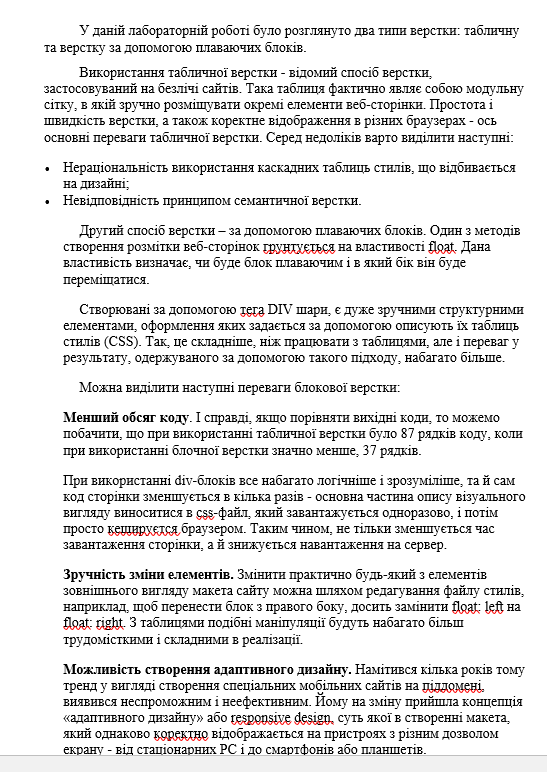 У даній лабораторній роботі було розглянуто два типи верстки: табличну
та верстку за допомогою плаваючих блоків.
Використання табличної верстки - відомий спосіб верстки,
застосовуваний на безлічі сайтів. Така таблиця фактично являє собою модульну
сітку, в якій зручно розміщувати окремі елементи веб-сторінки. Простота і
швидкість верстки, а також коректне відображення в різних браузерах - ось
основні переваги табличної верстки. Серед недоліків варто виділити наступні:
• Нераціональність використання каскадних таблиць стилів, що відбивається
на дизайні;
• Невідповідність принципом семантичної верстки.
Другий спосіб верстки – за допомогою плаваючих блоків. Один з методів
створення розмітки веб-сторінок грунтується на властивості float. Дана
властивість визначає, чи буде блок плаваючим і в який бік він буде
переміщатися.
Створювані за допомогою тега DIV шари, є дуже зручними структурними
елементами, оформлення яких задається за допомогою описують їх таблиць
стилів (CSS). Так, це складніше, ніж працювати з таблицями, але і переваг у
результату, одержуваного за допомогою такого підходу, набагато більше.
Можна виділити наступні переваги блокової верстки:
Менший обсяг коду. І справді, якщо порівняти вихідні коди, то можемо
побачити, що при використанні табличної верстки було 87 рядків коду, коли
при використанні блочної верстки значно менше, 37 рядків.
При використанні div-блоків все набагато логічніше і зрозуміліше, та й сам
код сторінки зменшується в кілька разів - основна частина опису візуального
вигляду виноситися в css-файл, який завантажується одноразово, і потім
просто кешируєтся браузером. Таким чином, не тільки зменшується час
завантаження сторінки, а й знижується навантаження на сервер.
Зручність зміни елементів. Змінити практично будь-який з елементів
зовнішнього вигляду макета сайту можна шляхом редагування файлу стилів,
наприклад, щоб перенести блок з правого боку, досить замінити float: left на
float: right. З таблицями подібні маніпуляції будуть набагато більш
трудомісткими і складними в реалізації.
Можливість створення адаптивного дизайну. Намітився кілька років тому
тренд у вигляді створення спеціальних мобільних сайтів на піддомені,
виявився неспроможним і неефективним. Йому на зміну прийшла концепція
«адаптивного дизайну» або responsive design, суть якої в створенні макета,
який однаково коректно відображається на пристроях з різним дозволом
екрану - від стаціонарних PC і до смартфонів або планшетів.